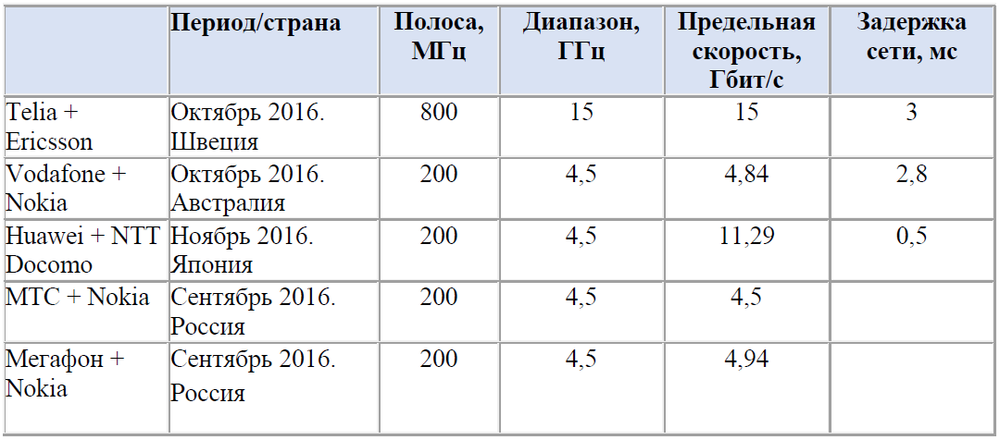 Период/страна
Полоса,
МГц
Диапазон,
ГГц
Предельная
скорость,
Гбит/с
Задержка
сети, мс
Telia +
Ericsson
Октябрь 2016.
Швеция
800
15
15
3
Vodafone +
Nokia
Октябрь 2016.
Австралия
200
4,5
4,84
2,8
Huawei + NTT
Docomo
Ноябрь 2016.
Япония
200
4,5
11,29
0,5
МТС + Nokia
Сентябрь 2016.
Россия
200
4,5
4,5
Мегафон +
Nokia
Сентябрь 2016.
Россия
200
4,5
4,94